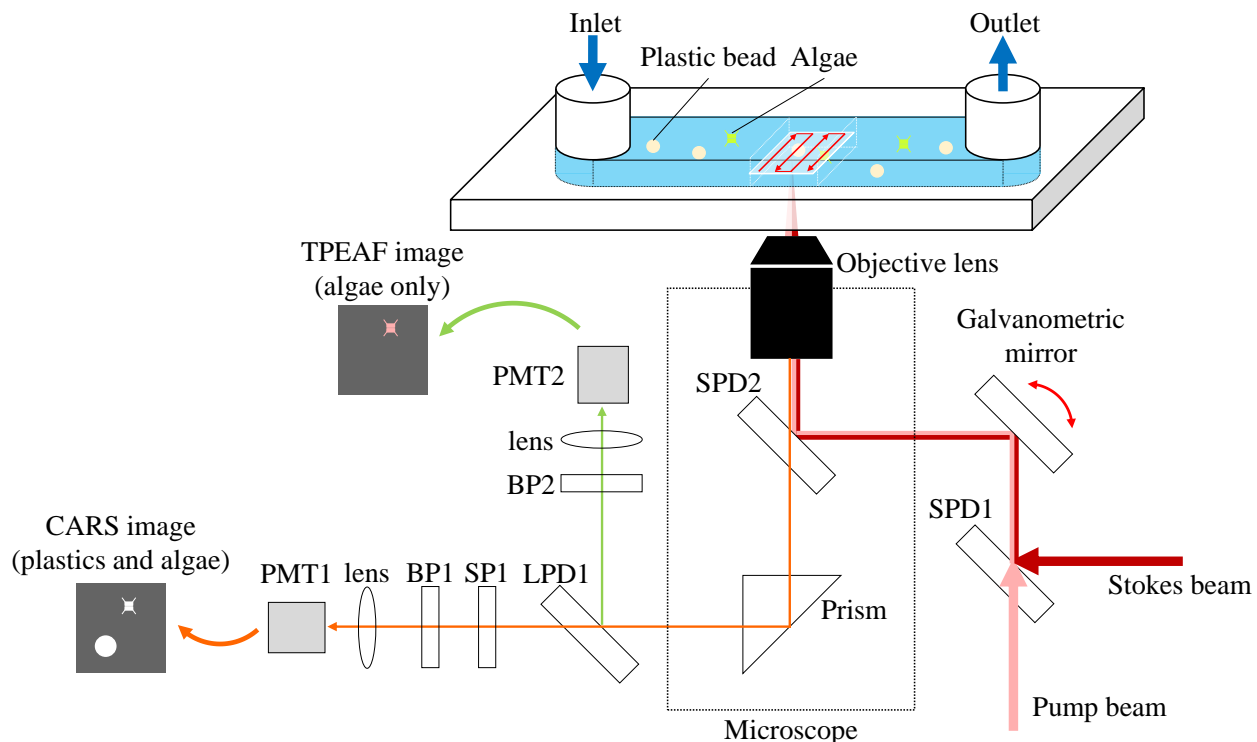 Inlet
Outlet
Plastic bead
Algae
TPEAF image
(algae only)
Objective lens
Galvanometric
mirror
PMT2
SPD2
lens
BP2
SPD1
CARS image
(plastics and algae)
PMT1
lens
BP1
SP1
LPD1
Prism
Stokes beam
Pump beam
Microscope